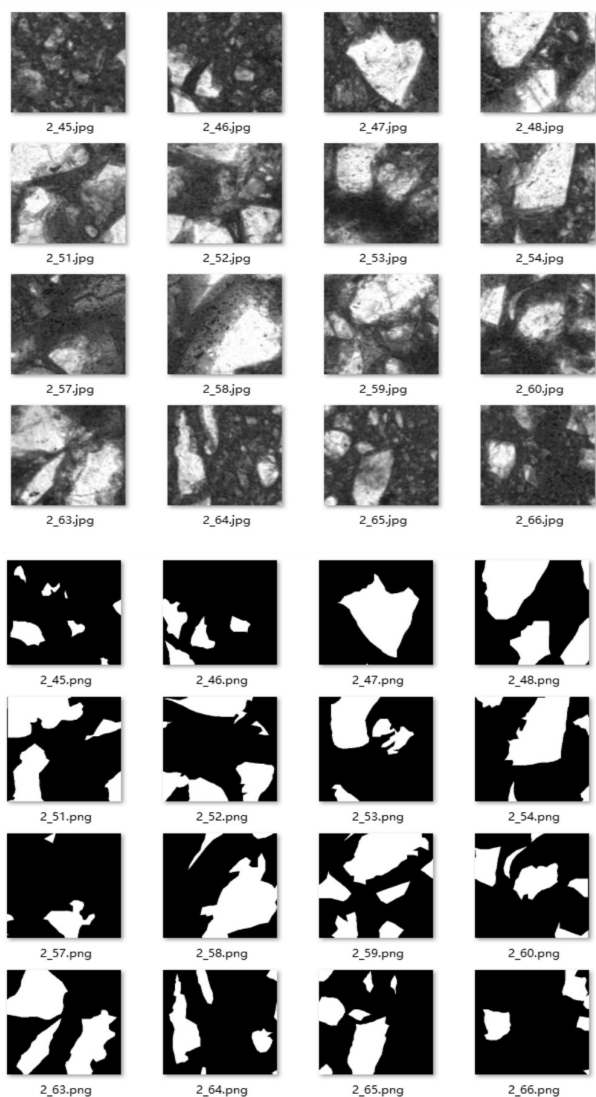 2_45.jpg 2_46.jpg 2_47.jpg 2_48.jpg
2_51.jpg 2_52.jpg 2_53.jpg 2_54.jpg
2_57.jpg 2_58.jpg 2_59.jpg 2_60.jpg
2_63.jpg 2_64.jpg 2_65.jpg 2_66.jpg
2_45.png 2_46.png 2_47.png 2_48.png
2_51.png 2_52.png 2_53.png 2_54.png
2_57.png 2_58.png 2_59.png 2_60.png
2_63.png 2_64.png 2_65.png 2_66.png